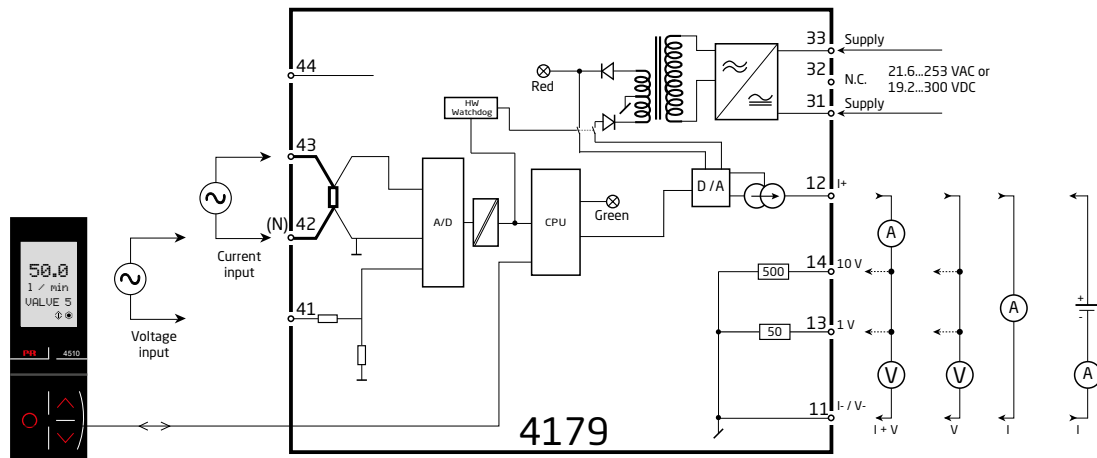 44
43
(N) 42
41
Current
input
Voltage
input
50.0
l / min
VALVE 5
PR 4510
HW
Watchdog
Red
A/D
CPU
Green
D/A
33 Supply
32 N.C.
21.6...253 VAC or
19.2...300 VDC
31 Supply
12 I+
14 10 V
500
13 1 V
50
11 I- / V-
A
V
I + V
V
V
A
I
+
-
A
I
4179